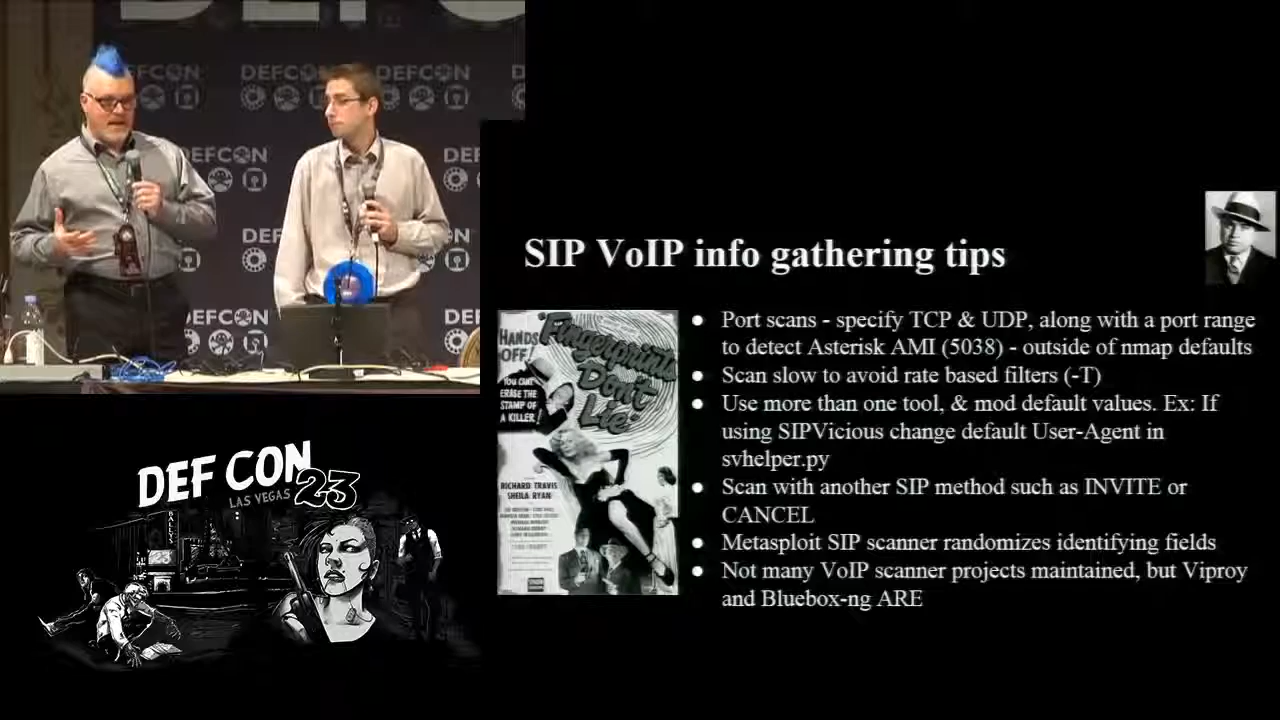 DEFCON
DEFCON
DEFCON
DEFCON
SIP VoIP info gathering tips
HANDS
OFF!
Fingerprints
Don't
Lie
YOU CAN'T
ERASE THE
STAMP OF
A KILLER!
RICHARD TRAVIS
SHEILA RYAN
Port scans - specify TCP & UDP, along with a port range
to detect Asterisk AMI (5038) - outside of nmap defaults
Scan slow to avoid rate based filters (-T)
Use more than one tool, & mod default values. Ex: If
using SIPVicious change default User-Agent in
svhelper.py
Scan with another SIP method such as INVITE or
CANCEL
Metasploit SIP scanner randomizes identifying fields
Not many VoIP scanner projects maintained, but Viproy
and Bluebox-ng ARE
DEF CON
LAS VEGAS 23
BALLY'S